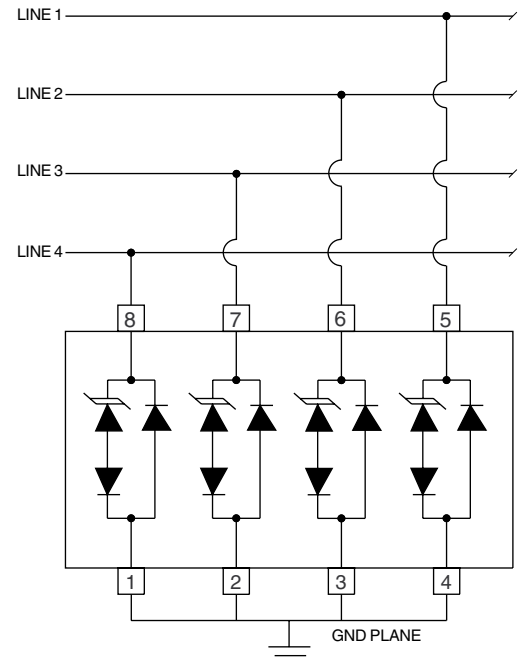 LINE 1
LINE 2
LINE 3
LINE 4
8 7 6 5
1 2 3 4
GND PLANE